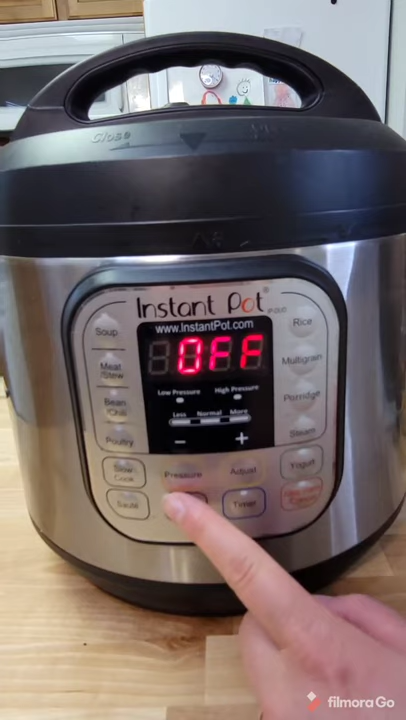 Close
Instant Pot®
www.InstantPot.com
OFF
Soup
Meat
/Stew
Bean
/Chili
Poultry
Slow
Cook
Sauté
Low Pressure
High Pressure
Less
Normal
More
−
+
Pressure
Adjust
Timer
Rice
Multigrain
Porridge
Steam
Yogurt
filmora Go